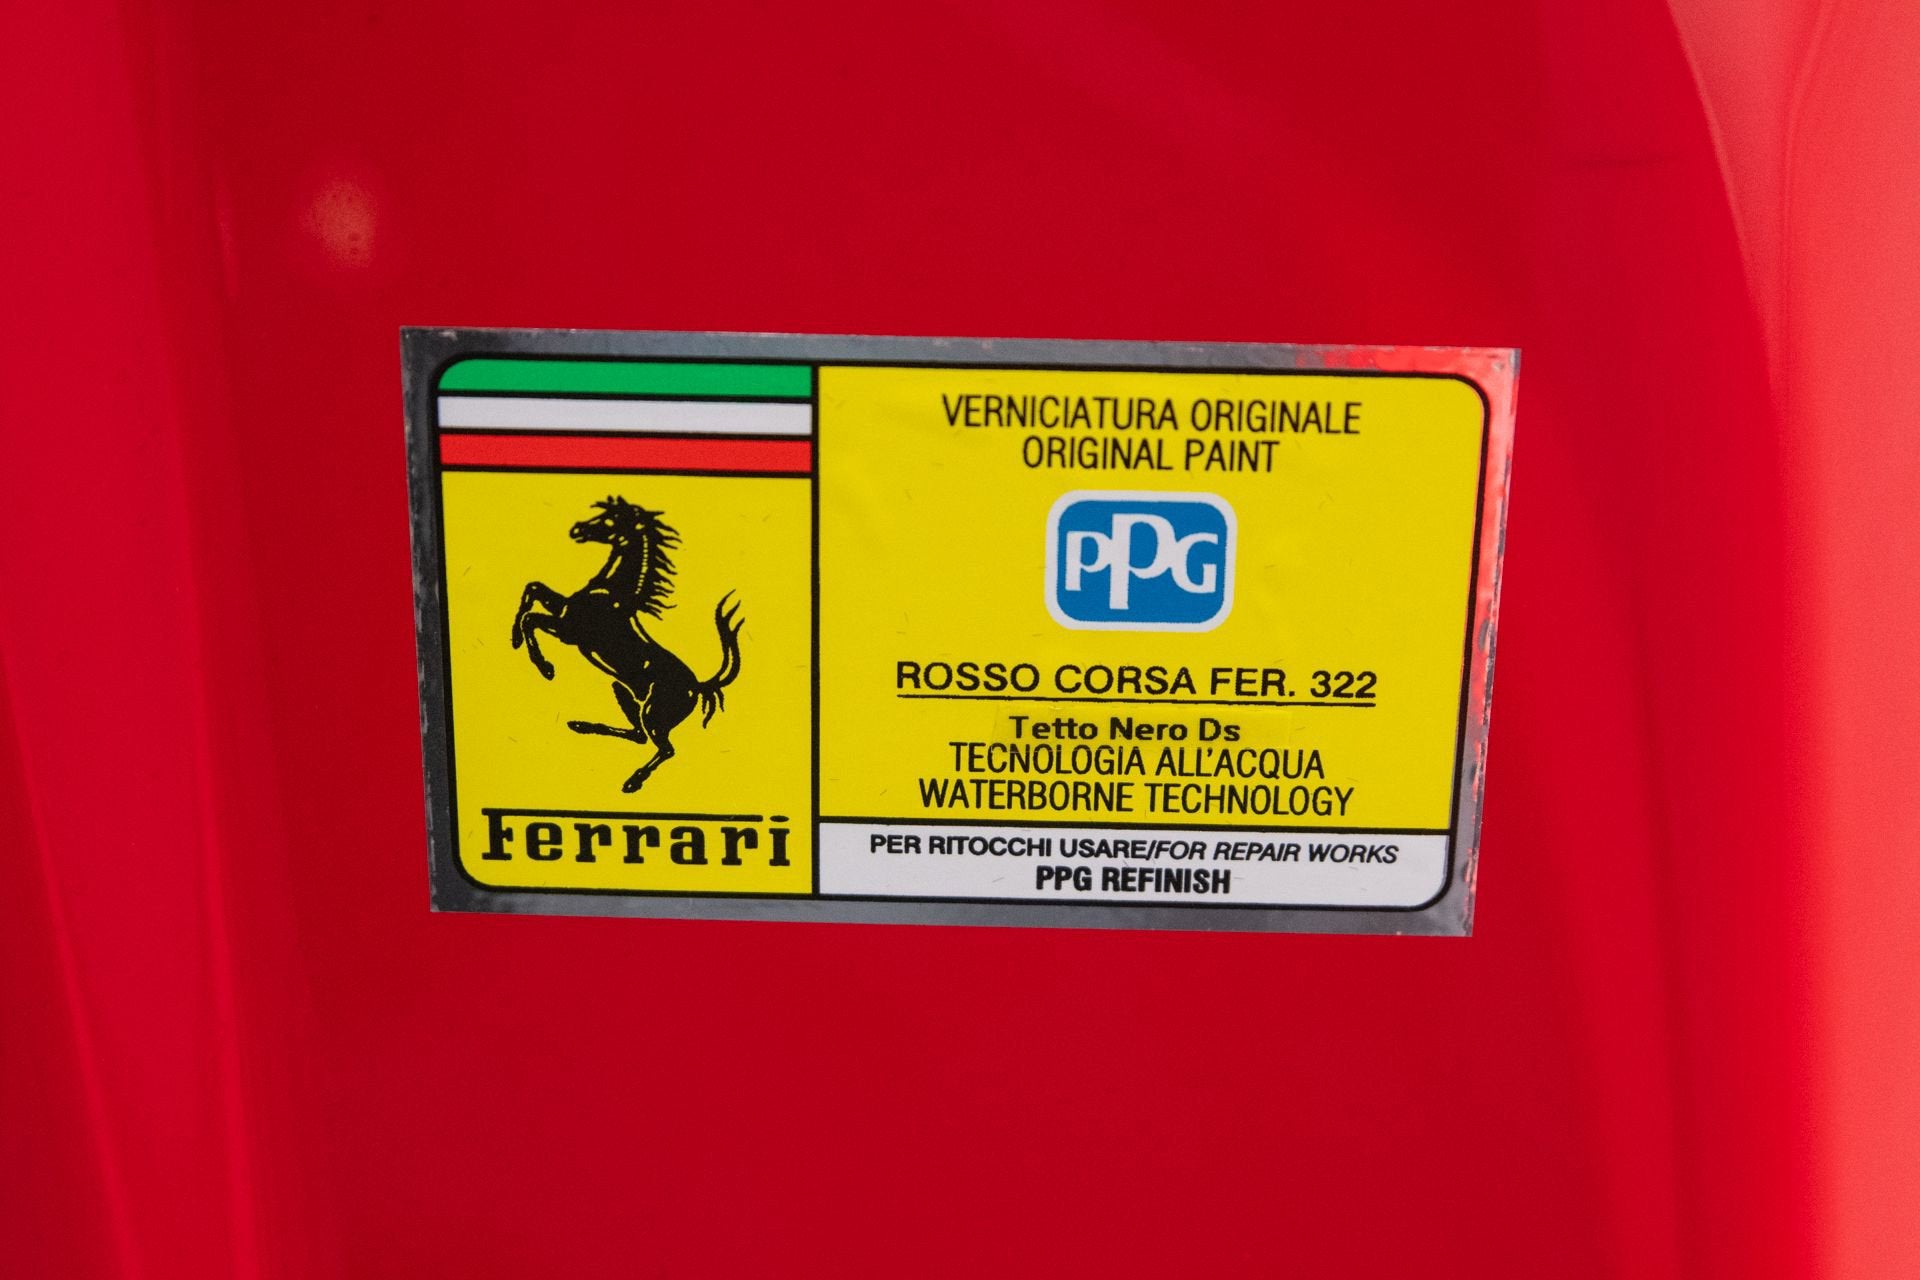 Ferrari
VERNICIATURA ORIGINALE
ORIGINAL PAINT
PPG
ROSSO CORSA FER. 322
Tetto Nero Ds
TECNOLOGIA ALL'ACQUA
WATERBORNE TECHNOLOGY
PER RITOCCHI USARE/FOR REPAIR WORKS
PPG REFINISH